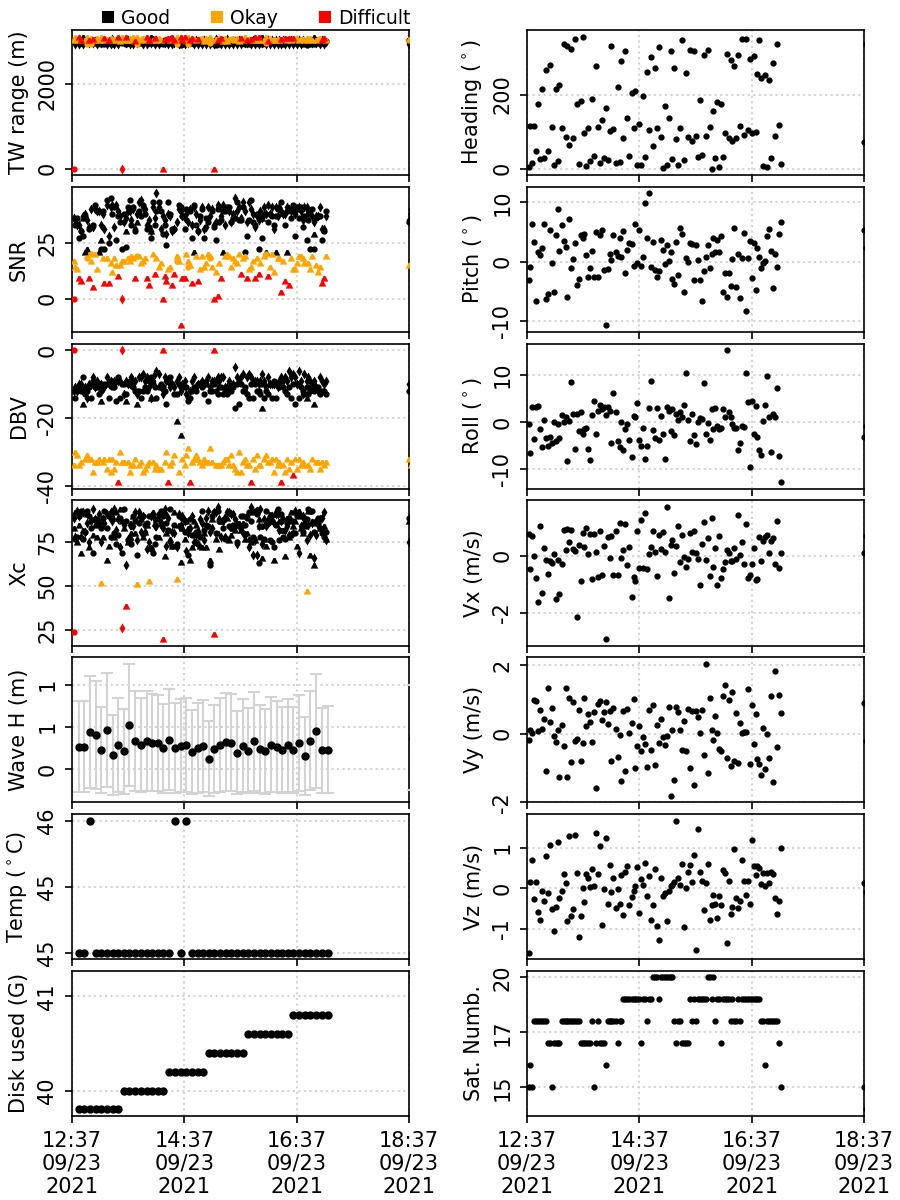 Good Okay Difficult
TW range (m)
2000
0
Heading (°)
200
0
SNR
25
0
Pitch (°)
10
0
-10
DBV
0
-20
-40
Roll (°)
10
0
-10
Xc
75
50
25
Vx (m/s)
0
-2
Wave H (m)
1
1
0
Vy (m/s)
2
0
-2
Temp (°C)
46
45
45
Vz (m/s)
1
0
-1
Disk used (G)
41
40
Sat. Numb.
20
17
15
12:37 14:37 16:37 18:37 12:37 14:37 16:37 18:37
09/23 09/23 09/23 09/23 09/23 09/23 09/23 09/23
2021 2021 2021 2021 2021 2021 2021 2021